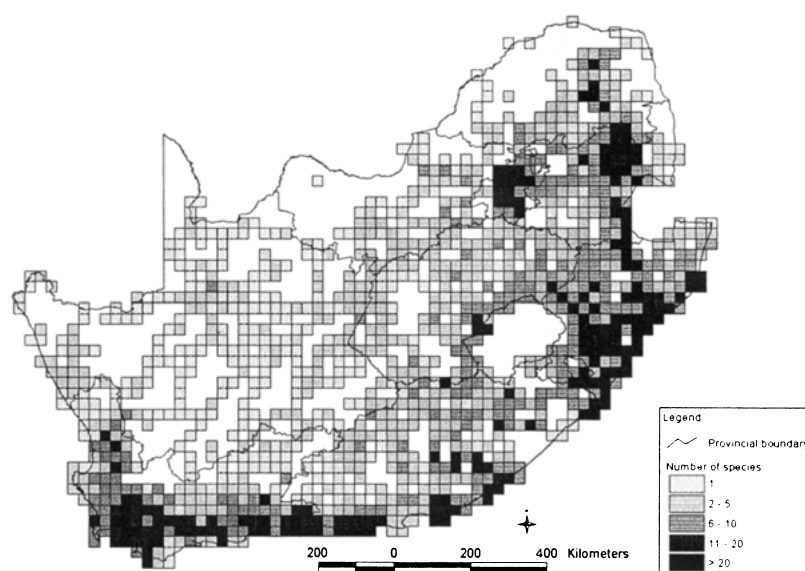 Legend
Provincial boundary
Number of species
1
2 - 5
6 - 10
11 - 20
> 20
200 0 200 400 Kilometers